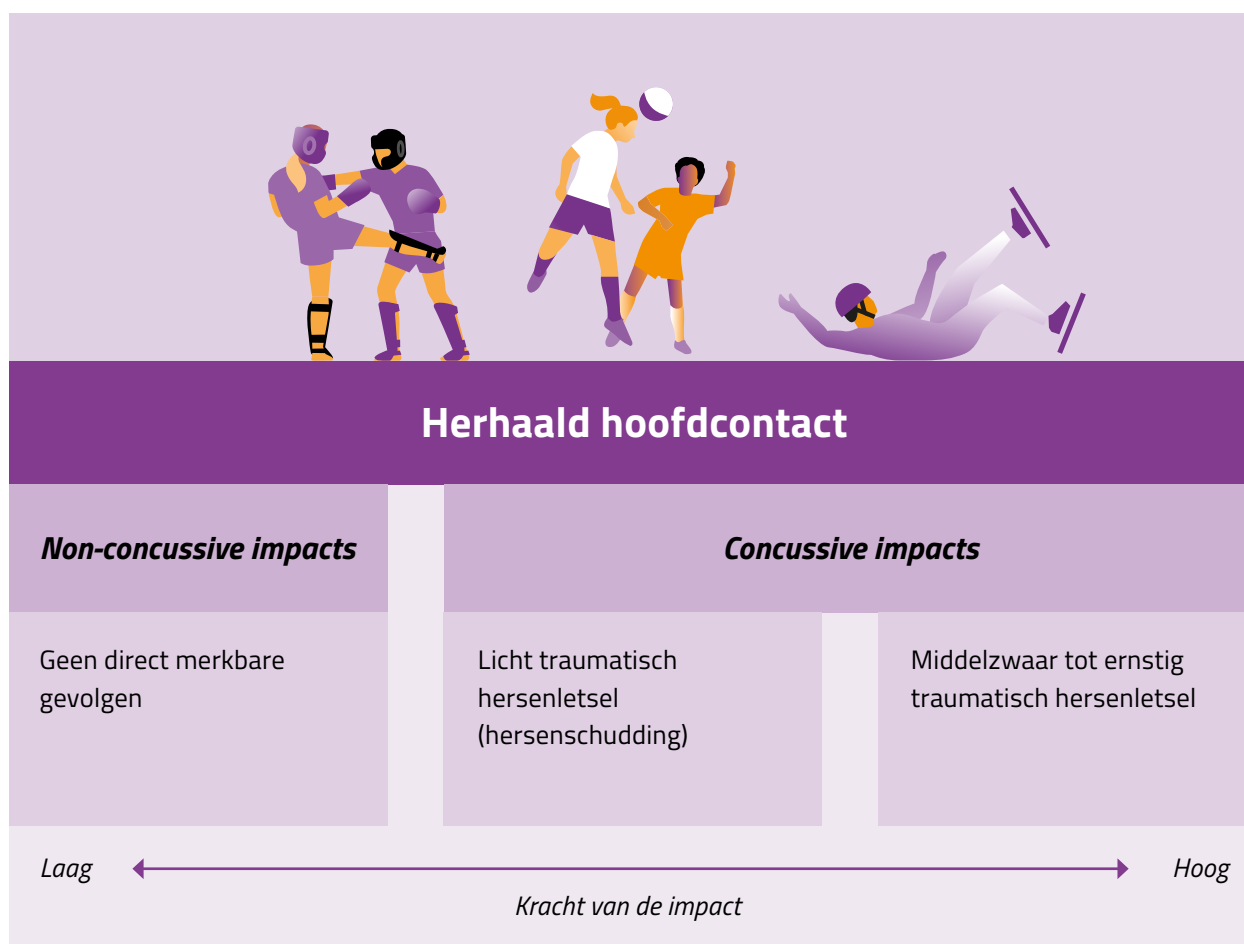 Herhaald hoofdcontact
Non-concussive impacts
Concussive impacts
Geen direct merkbare
gevolgen
Licht traumatisch
hersenletsel
(hersenschudding)
Middelzwaar tot ernstig
traumatisch hersenletsel
Laag
Hoog
Kracht van de impact